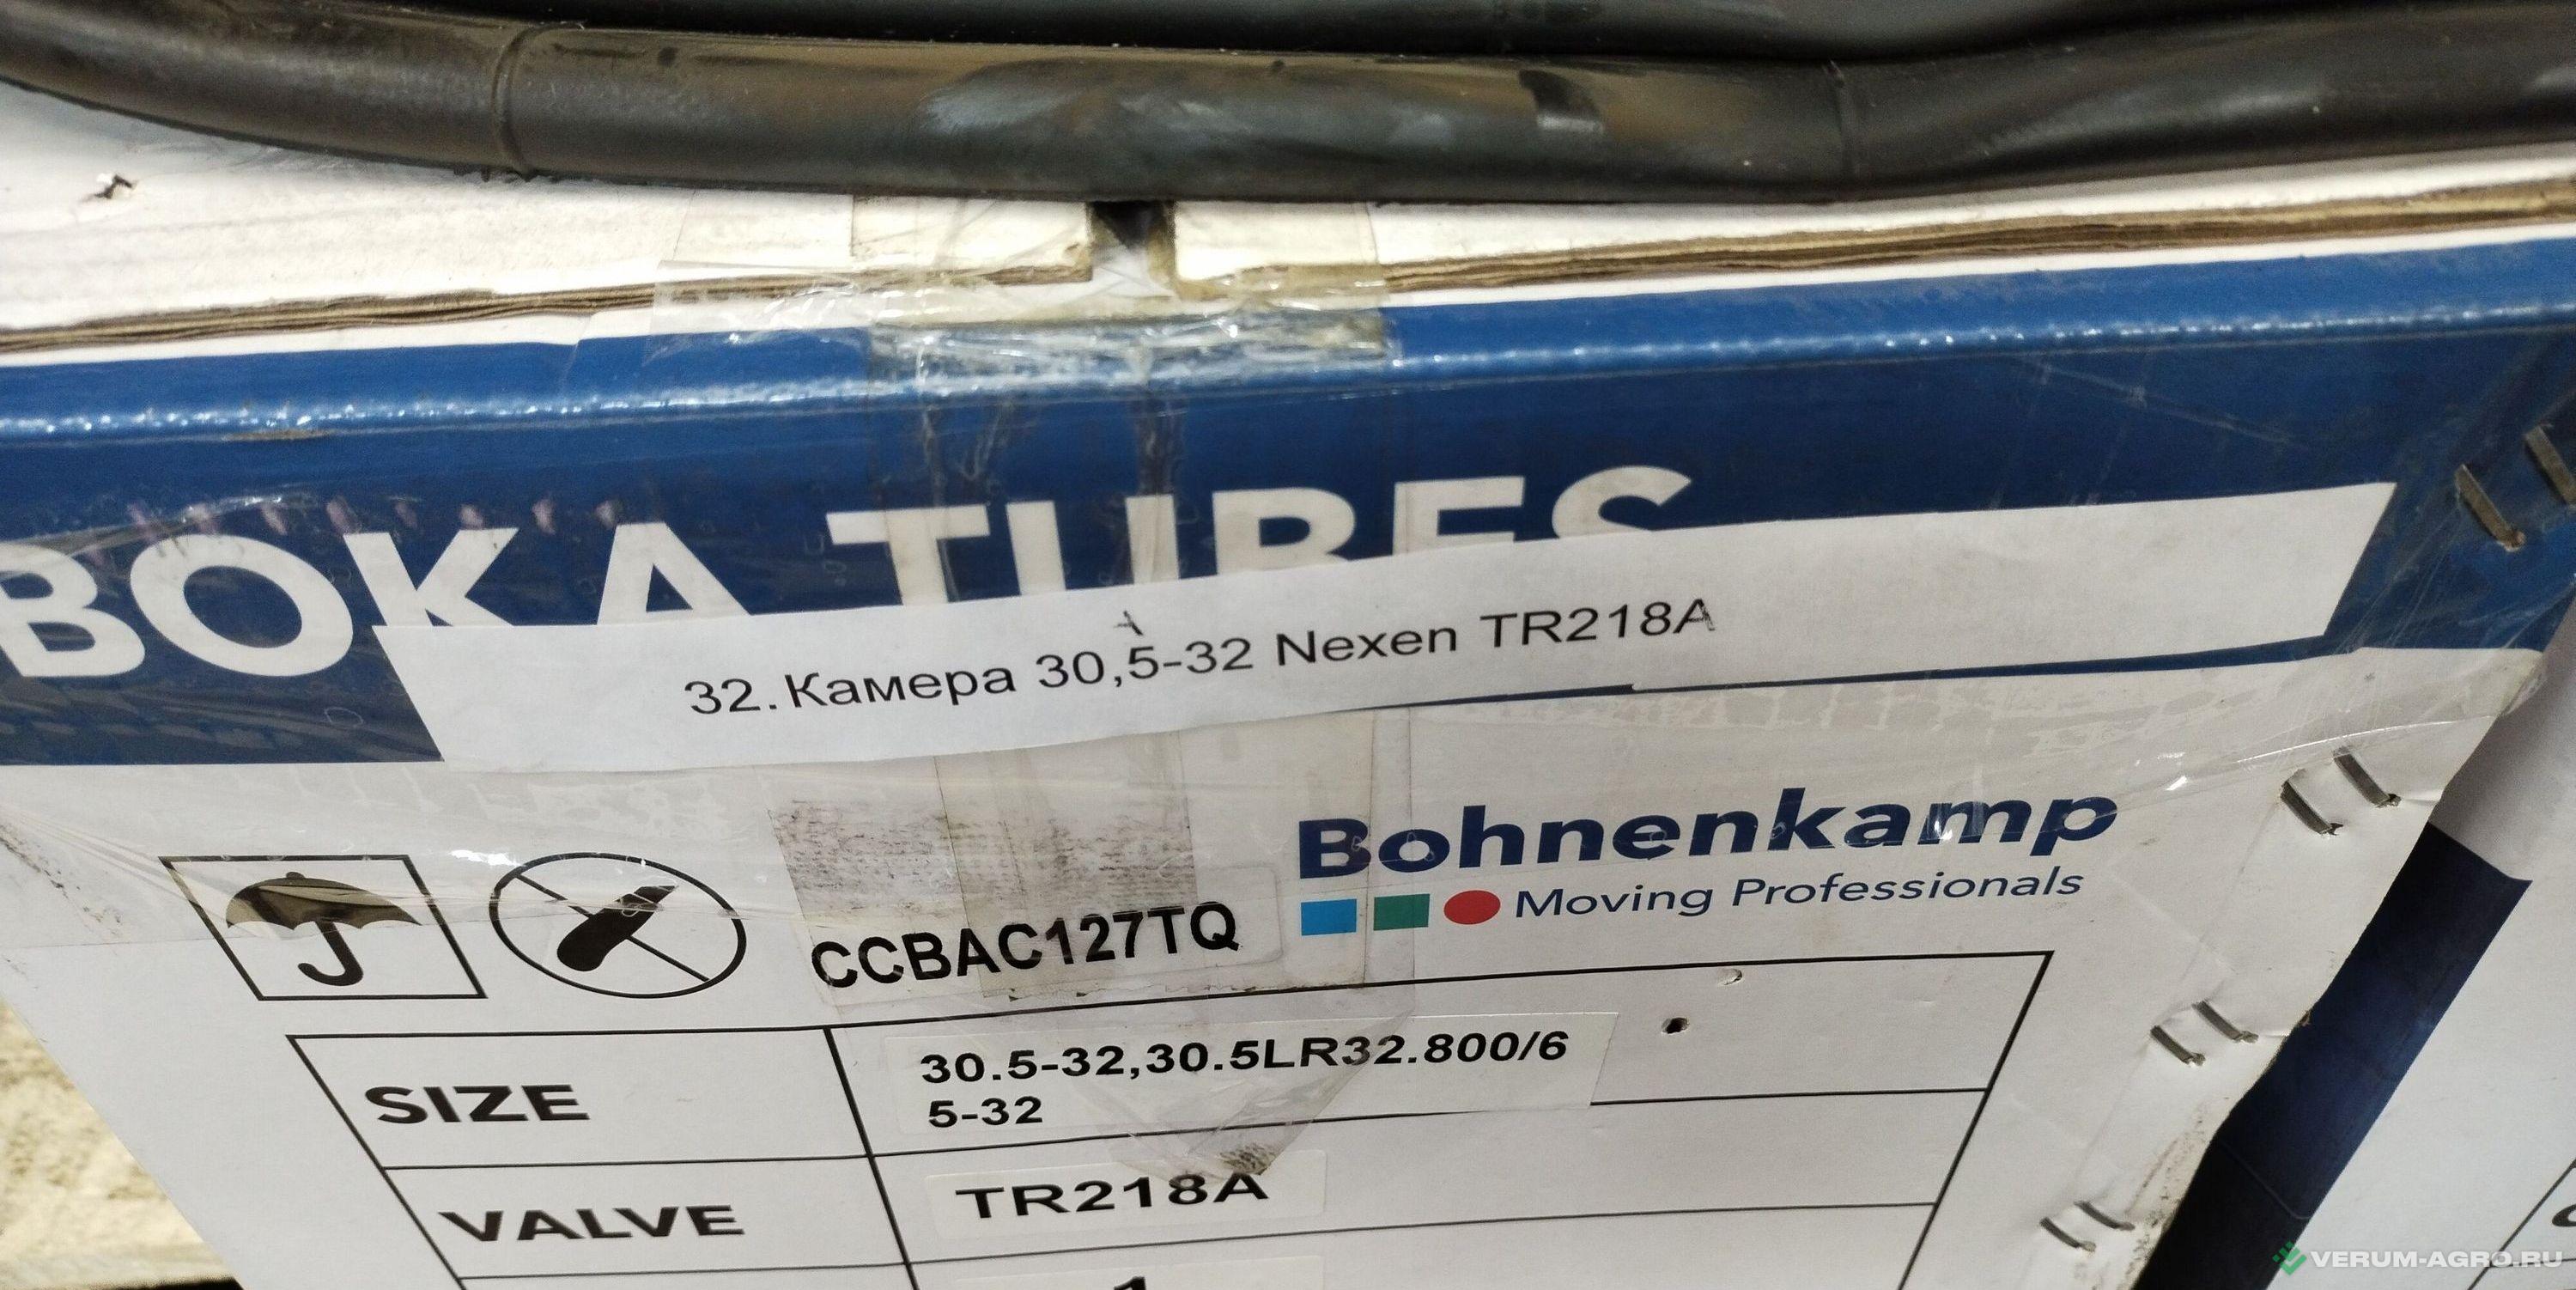 BOKA TUBES
32. Камера 30,5-32 Nexen TR218A
Bohnenkamp
Moving Professionals
CCBAC127TQ
SIZE
30.5-32,30.5LR32.800/6
5-32
VALVE
TR218A
1
VERUM-AGRO.RU